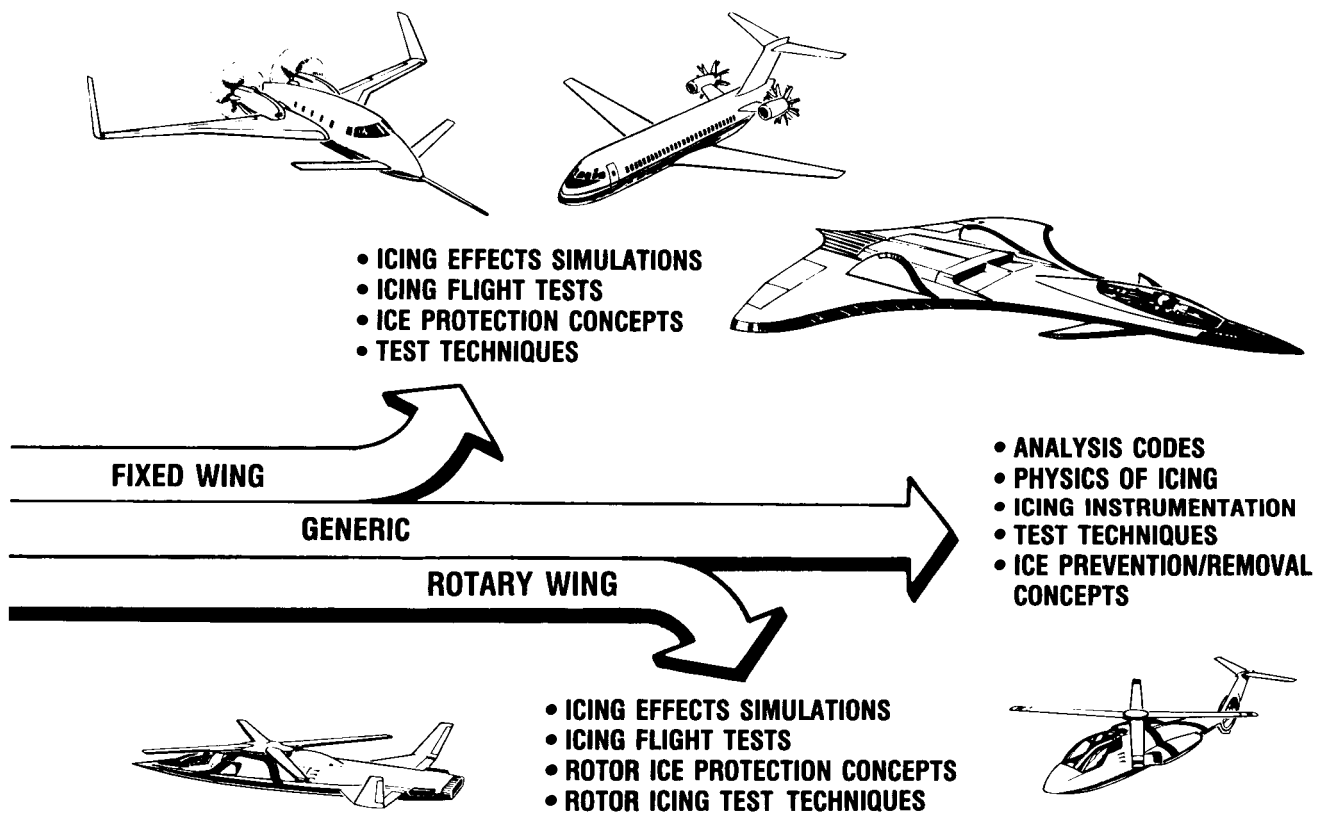 • ICING EFFECTS SIMULATIONS
• ICING FLIGHT TESTS
• ICE PROTECTION CONCEPTS
• TEST TECHNIQUES
FIXED WING
GENERIC
ROTARY WING
• ANALYSIS CODES
• PHYSICS OF ICING
• ICING INSTRUMENTATION
• TEST TECHNIQUES
• ICE PREVENTION/REMOVAL
CONCEPTS
• ICING EFFECTS SIMULATIONS
• ICING FLIGHT TESTS
• ROTOR ICE PROTECTION CONCEPTS
• ROTOR ICING TEST TECHNIQUES